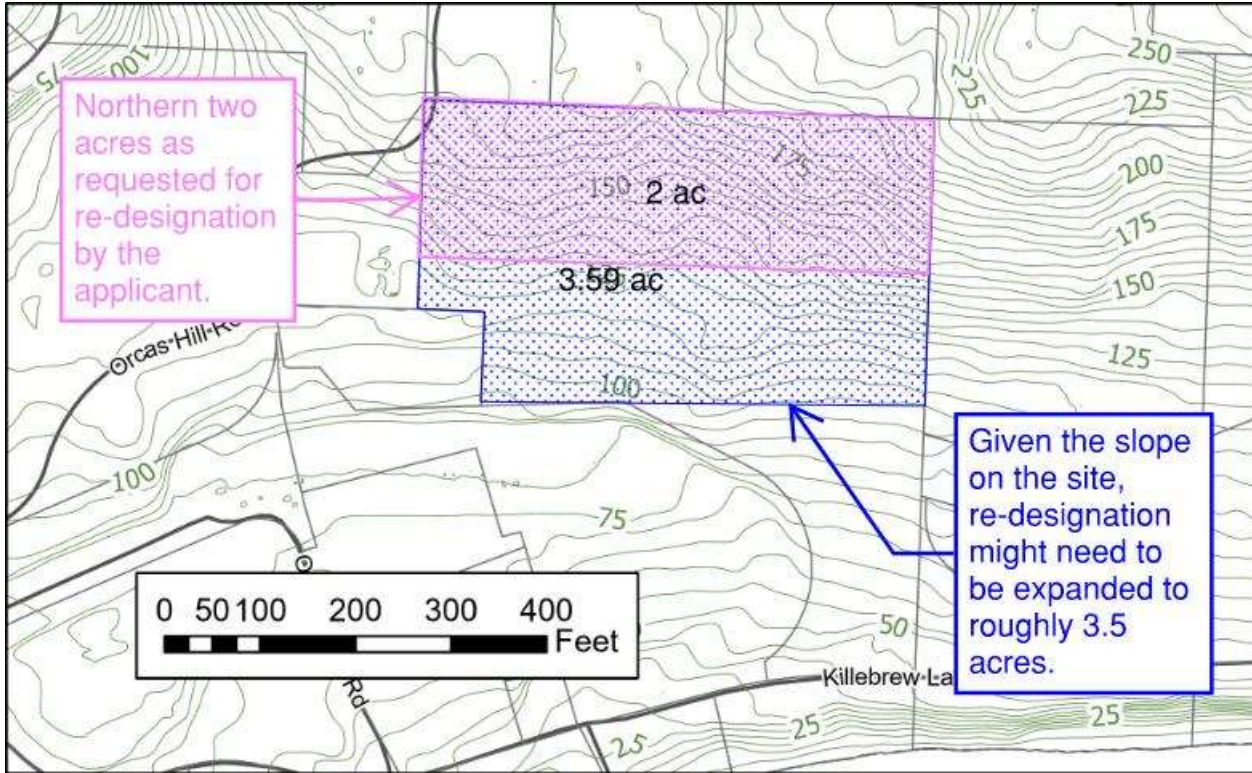 75
100
250
225
225
Northern two
acres as
requested for
re-designation
by the
applicant.
175
200
150
2 ac
175
3.59 ac
150
125
100
Orcas Hill R
100
75
Given the slope
on the site,
re-designation
might need to
be expanded to
roughly 3.5
acres.
0 50 100 200 300 400
Feet
50
Rd
Killebrew La
25
25
25